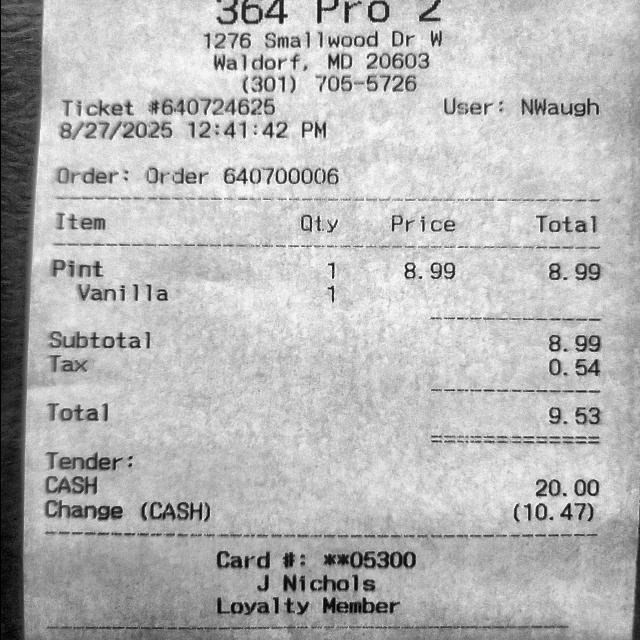 364 Pro 2
1276 Smallwood Dr W
Waldorf, MD 20603
(301) 705-5726
Ticket #640724625 User: NWaugh
8/27/2025 12:41:42 PM
Order: Order 640700006
Item Qty Price Total
Pint 1 8.99 8.99
Vanilla 1
Subtotal 8.99
Tax 0.54
Total 9.53
Tender:
CASH 20.00
Change (CASH) (10.47)
Card #: **05300
J Nichols
Loyalty Member